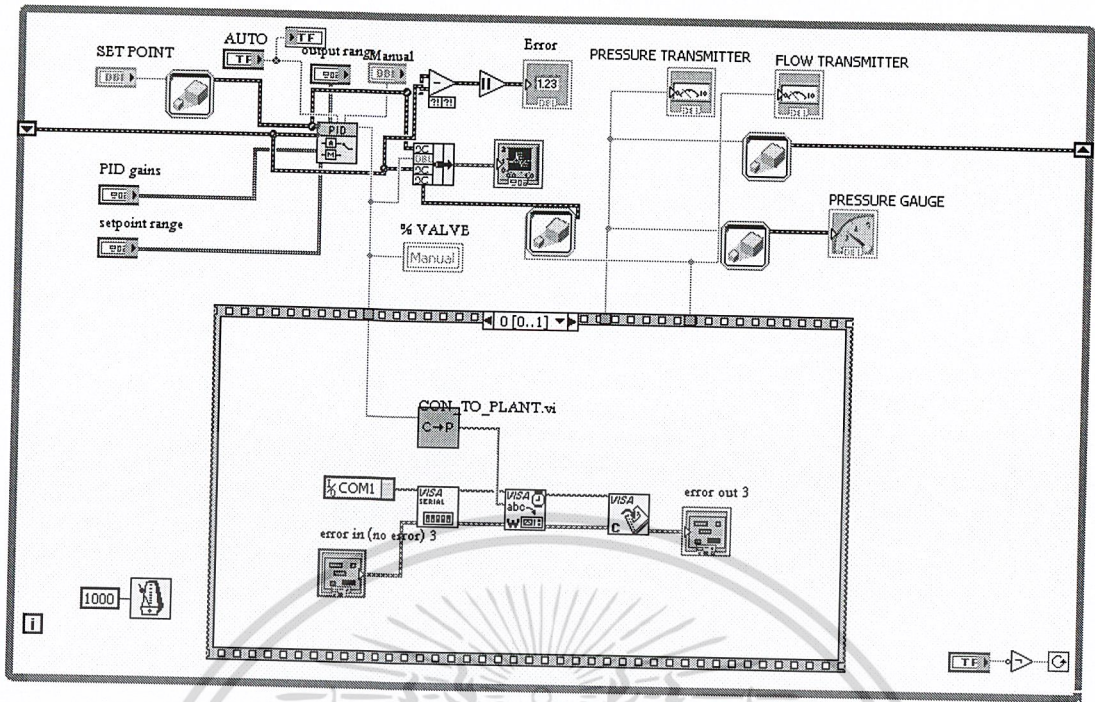 SET POINT
AUTO
TF
output range
Manual
Error
PRESSURE TRANSMITTER
FLOW TRANSMITTER
DBL
TF
DBL
1.23
DBL
PID
PID gains
setpoint range
% VALVE
Manual
PRESSURE GAUGE
0 [0..1]
CON_TO_PLANT.vi
C→P
COM1
VISA
SERIAL
VISA
abc
W
VISA
C
error out 3
error in (no error) 3
1000
i
TF